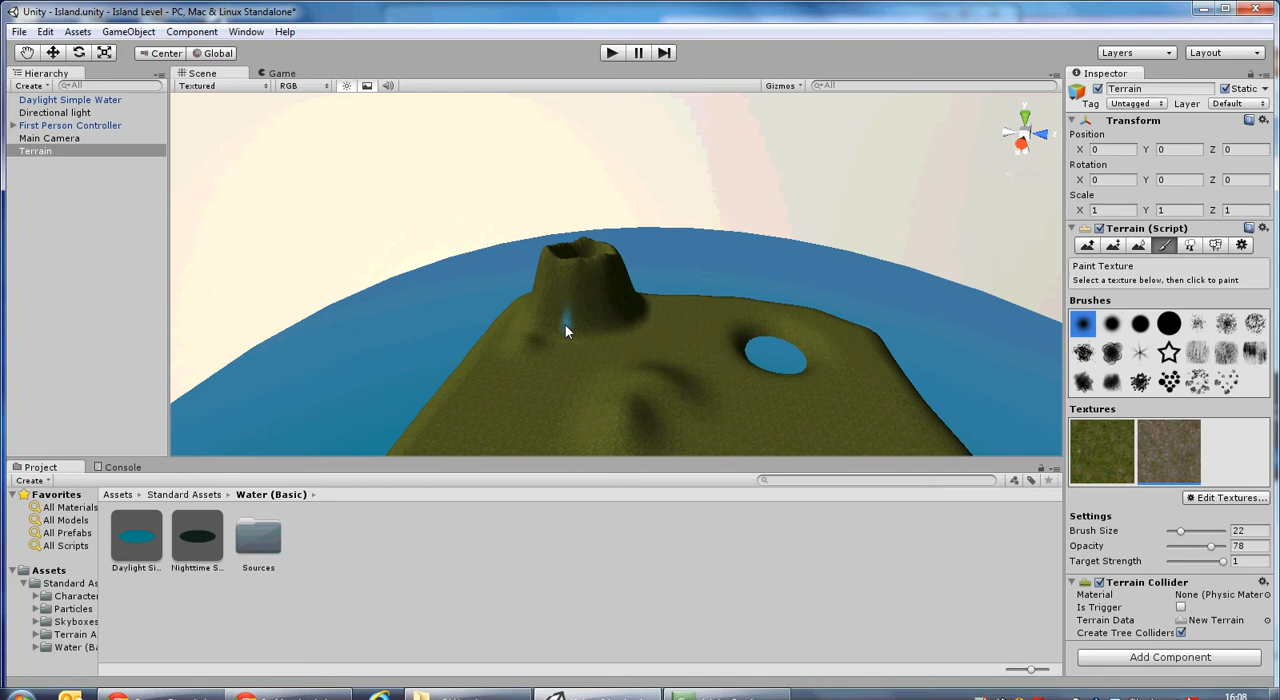 Unity - Island.unity - Island Level - PC, Mac & Linux Standalone*
File Edit Assets GameObject Component Window Help
Center Global Layers Layout
Hierarchy
Create All
Daylight Simple Water
Directional light
First Person Controller
Main Camera
Terrain
Scene Game
Textured RGB Gizmos All
y
z
Inspector
Terrain Static
Tag Untagged Layer Default
Transform
Position
X 0 Y 0 Z 0
Rotation
X 0 Y 0 Z 0
Scale
X 1 Y 1 Z 1
Terrain (Script)
Paint Texture
Select a texture below, then click to paint
Brushes
Textures
Edit Textures...
Settings
Brush Size 22
Opacity 78
Target Strength 1
Terrain Collider
Material None (Physic Mater
Is Trigger
Terrain Data New Terrain
Create Tree Colliders
Add Component
Project Console
Create
Favorites
All Materials
All Models
All Prefabs
All Scripts
Assets
Standard As
Character
Particles
Skyboxes
Terrain A
Water (Ba
Assets Standard Assets Water (Basic)
Daylight Si... Nighttime S... Sources
16:08